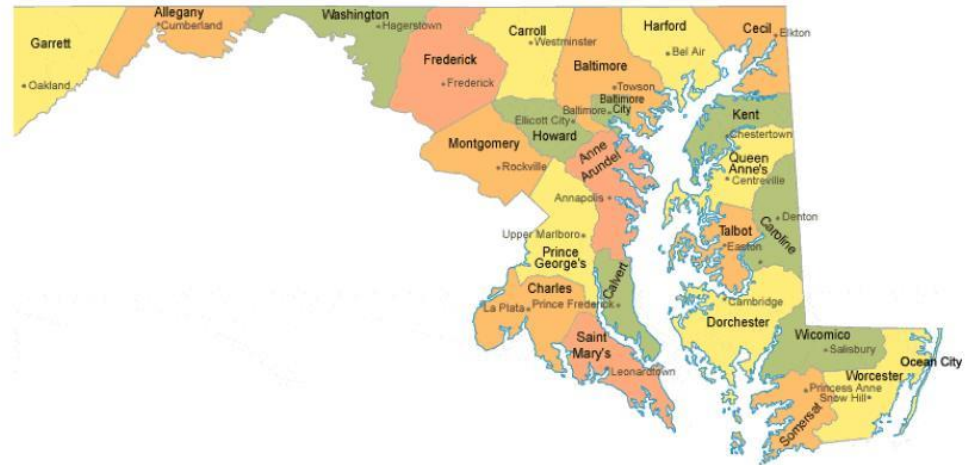 Allegany
Cumberland
Washington
Hagerstown
Garrett
Oakland
Frederick
Frederick
Carroll
Westminster
Harford
Bel Air
Cecil
Elkton
Baltimore
Towson
Baltimore
City
Baltimore
Ellicott City
Howard
Montgomery
Rockville
Anne
Arundel
Annapolis
Kent
Chestertown
Queen
Anne's
Centreville
Caroline
Denton
Talbot
Easton
Upper Marlboro
Prince
George's
Calvert
Charles
La Plata
Prince Frederick
Saint
Mary's
Leonardtown
Cambridge
Dorchester
Wicomico
Salisbury
Ocean City
Worcester
Princess Anne
Snow Hill
Somerset